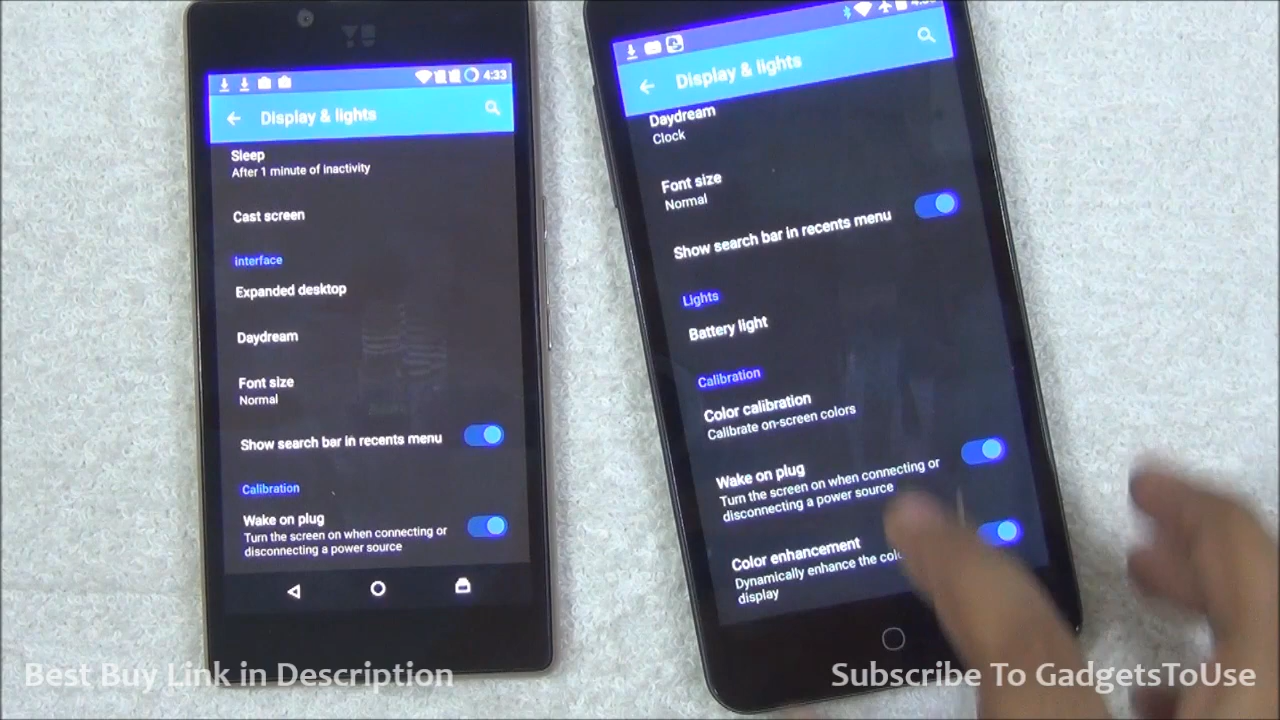 YU
4:33
Display & lights
Sleep
After 1 minute of inactivity
Cast screen
Interface
Expanded desktop
Daydream
Font size
Normal
Show search bar in recents menu
Calibration
Wake on plug
Turn the screen on when connecting or
disconnecting a power source
Display & lights
Daydream
Clock
Font size
Normal
Show search bar in recents menu
Lights
Battery light
Calibration
Color calibration
Calibrate on-screen colors
Wake on plug
Turn the screen on when connecting or
disconnecting a power source
Color enhancement
Dynamically enhance the
display
Best Buy Link in Description
Subscribe To GadgetsToUse